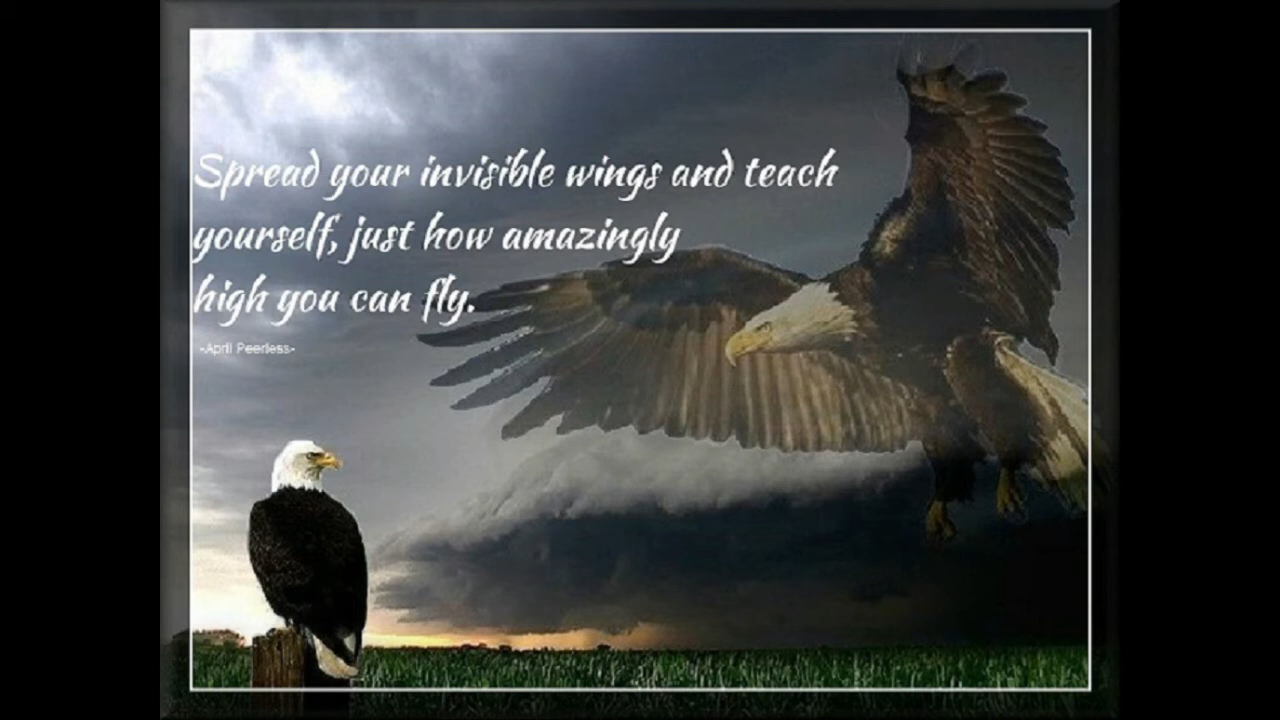 Spread your invisible wings and teach
yourself, just how amazingly
high you can fly.
-April Peerless-